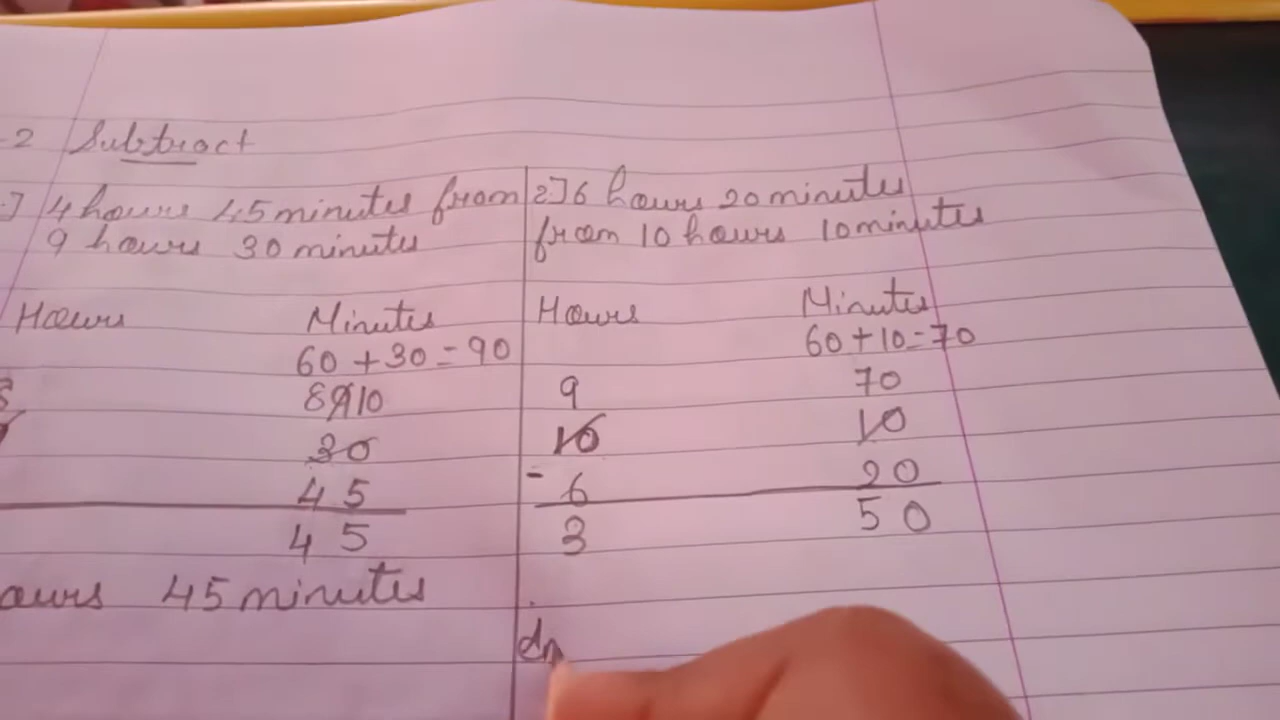 2 Subtract
1] 4 hours 45 minutes from
9 hours 30 minutes
Hours Minutes
60 + 30 = 90
8 8 9 10
30
45
45
45 minutes
2] 6 hours 20 minutes
from 10 hours 10 minutes
Hours Minutes
60 + 10 = 70
9 70
10 10
- 6 20
3 50